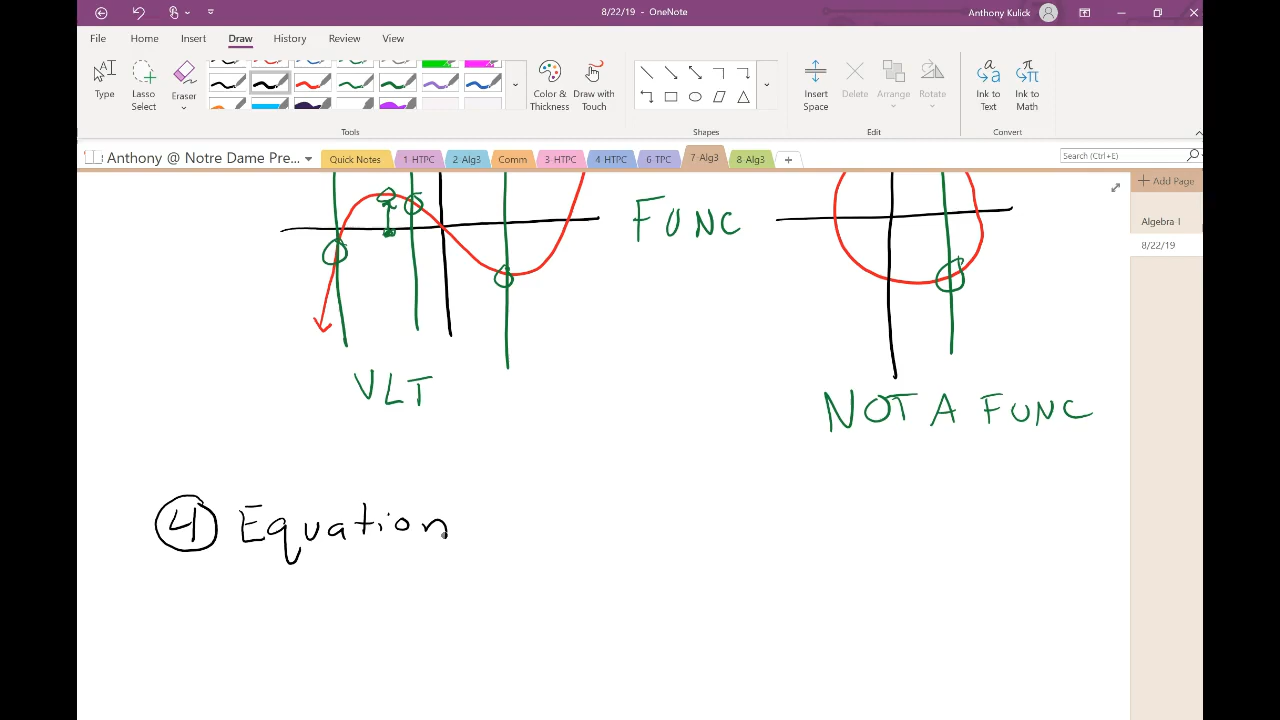 8/22/19 - OneNote
Anthony Kulick
File Home Insert Draw History Review View
Type
Lasso Select
Eraser
Color & Thickness
Draw with Touch
Insert Space
Delete
Arrange
Rotate
Ink to Text
Ink to Math
Tools
Shapes
Edit
Convert
Anthony @ Notre Dame Pre...
Quick Notes
1 HTPC
2 Alg3
Comm
3 HTPC
4 HTPC
6 TPC
7 Alg3
8 Alg3
Search (Ctrl+E)
Add Page
Algebra I
8/22/19
FUNC
VLT
NOT A FUNC
4 Equation